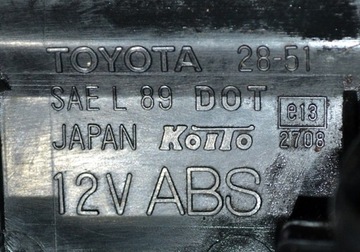 TOYOTA 28-51
SAE L 89 DOT e13
JAPAN KOITO 2708
12V ABS